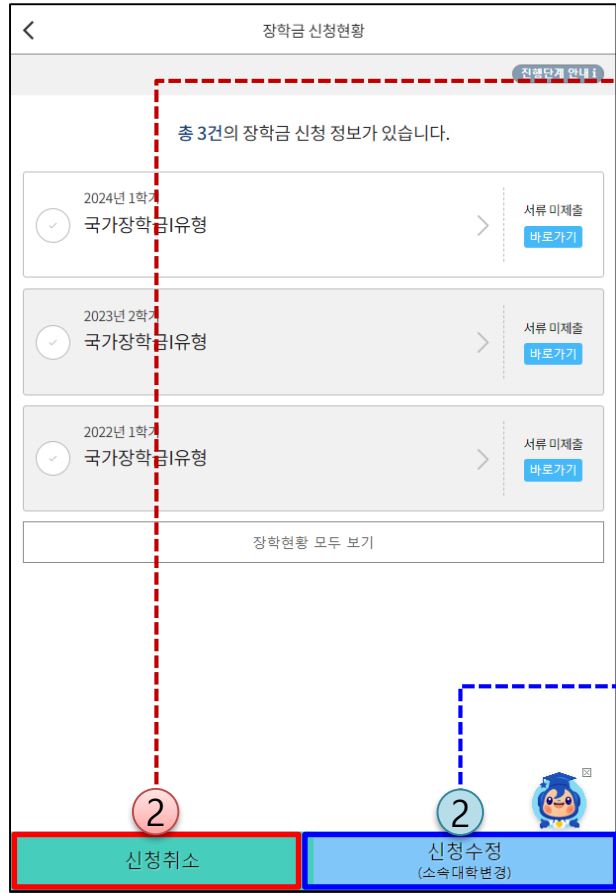 장학금 신청현황
진행단계 안내 i
총 3건의 장학금 신청 정보가 있습니다.
2024년 1학기
국가장학금I유형
서류 미제출
바로가기
2023년 2학기
국가장학금I유형
서류 미제출
바로가기
2022년 1학기
국가장학금I유형
서류 미제출
바로가기
장학현황 모두 보기
2
2
신청취소
신청수정
(소속대학변경)